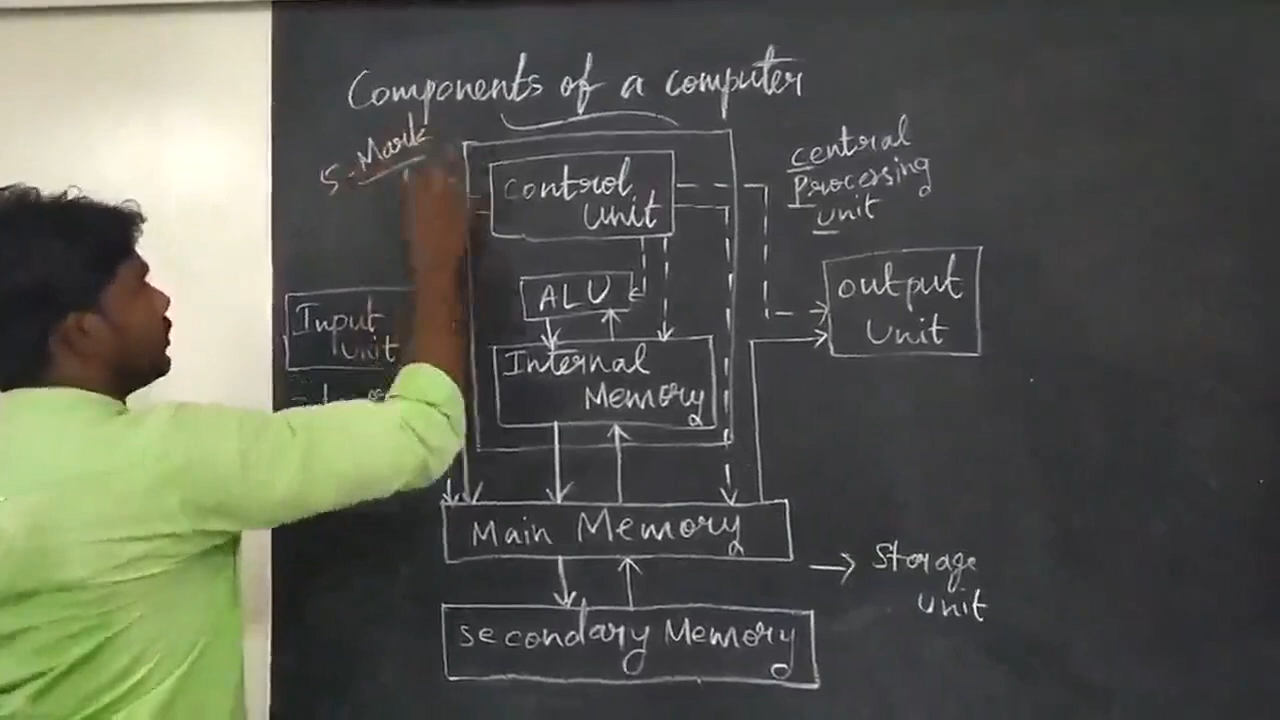 Components of a computer
5-Mark
Control
unit
central
Processing
unit
ALU
Input
unit
output
Unit
Internal
Memory
Main Memory
Storage
unit
secondary Memory